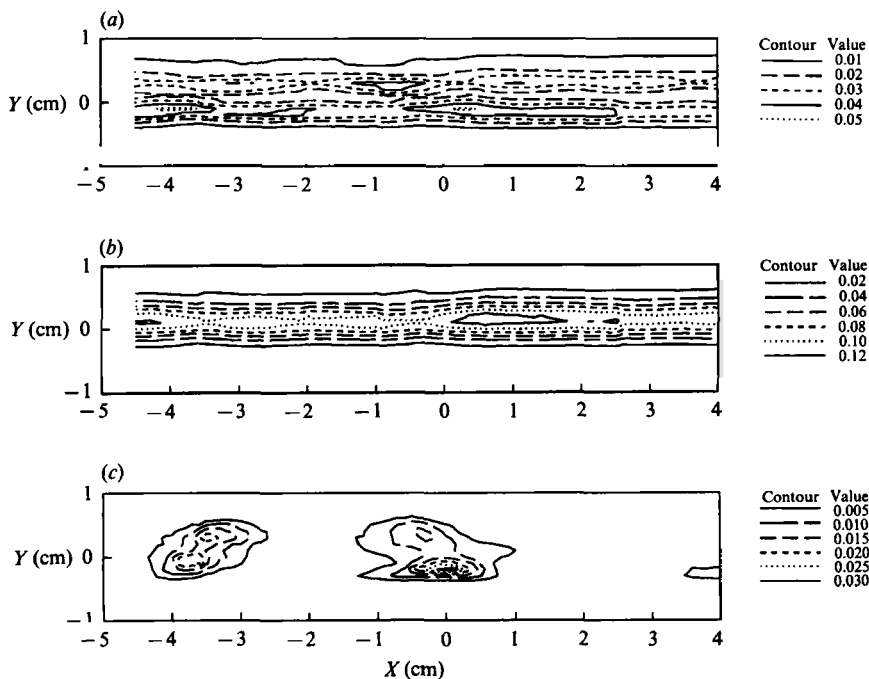 (a)
1
Y (cm) 0
−5 −4 −3 −2 −1 0 1 2 3 4
Contour Value
0.01
0.02
0.03
0.04
0.05
(b)
1
Y (cm) 0
−1
−5 −4 −3 −2 −1 0 1 2 3 4
Contour Value
0.02
0.04
0.06
0.08
0.10
0.12
(c)
1
Y (cm) 0
−1
−5 −4 −3 −2 −1 0 1 2 3 4
X (cm)
Contour Value
0.005
0.010
0.015
0.020
0.025
0.030